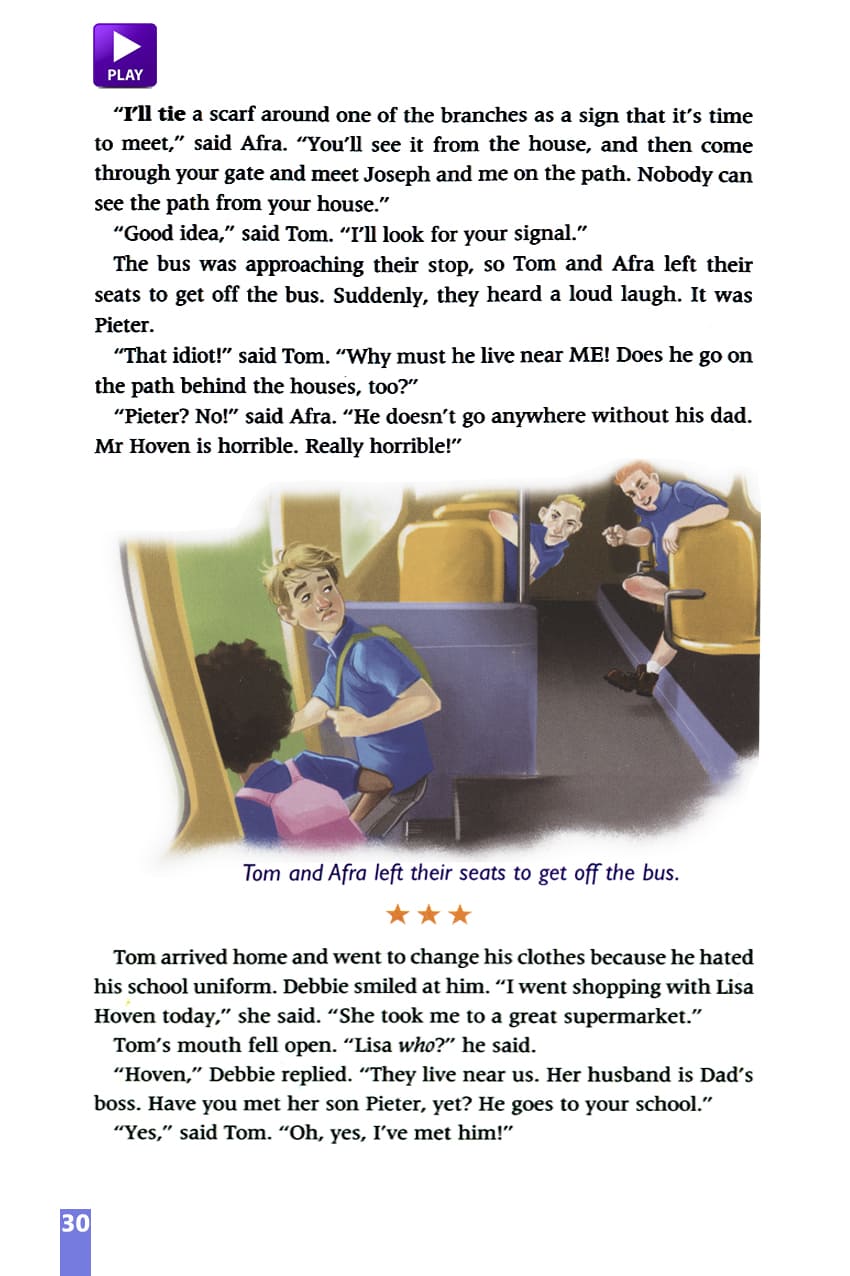 PLAY
“I’ll tie a scarf around one of the branches as a sign that it’s time
to meet,” said Afra. “You’ll see it from the house, and then come
through your gate and meet Joseph and me on the path. Nobody can
see the path from your house.”
“Good idea,” said Tom. “I’ll look for your signal.”
The bus was approaching their stop, so Tom and Afra left their
seats to get off the bus. Suddenly, they heard a loud laugh. It was
Pieter.
“That idiot!” said Tom. “Why must he live near ME! Does he go on
the path behind the houses, too?”
“Pieter? No!” said Afra. “He doesn’t go anywhere without his dad.
Mr Hoven is horrible. Really horrible!”
Tom and Afra left their seats to get off the bus.
★ ★ ★
Tom arrived home and went to change his clothes because he hated
his school uniform. Debbie smiled at him. “I went shopping with Lisa
Hoven today,” she said. “She took me to a great supermarket.”
Tom’s mouth fell open. “Lisa who?” he said.
“Hoven,” Debbie replied. “They live near us. Her husband is Dad’s
boss. Have you met her son Pieter, yet? He goes to your school.”
“Yes,” said Tom. “Oh, yes, I’ve met him!”
30